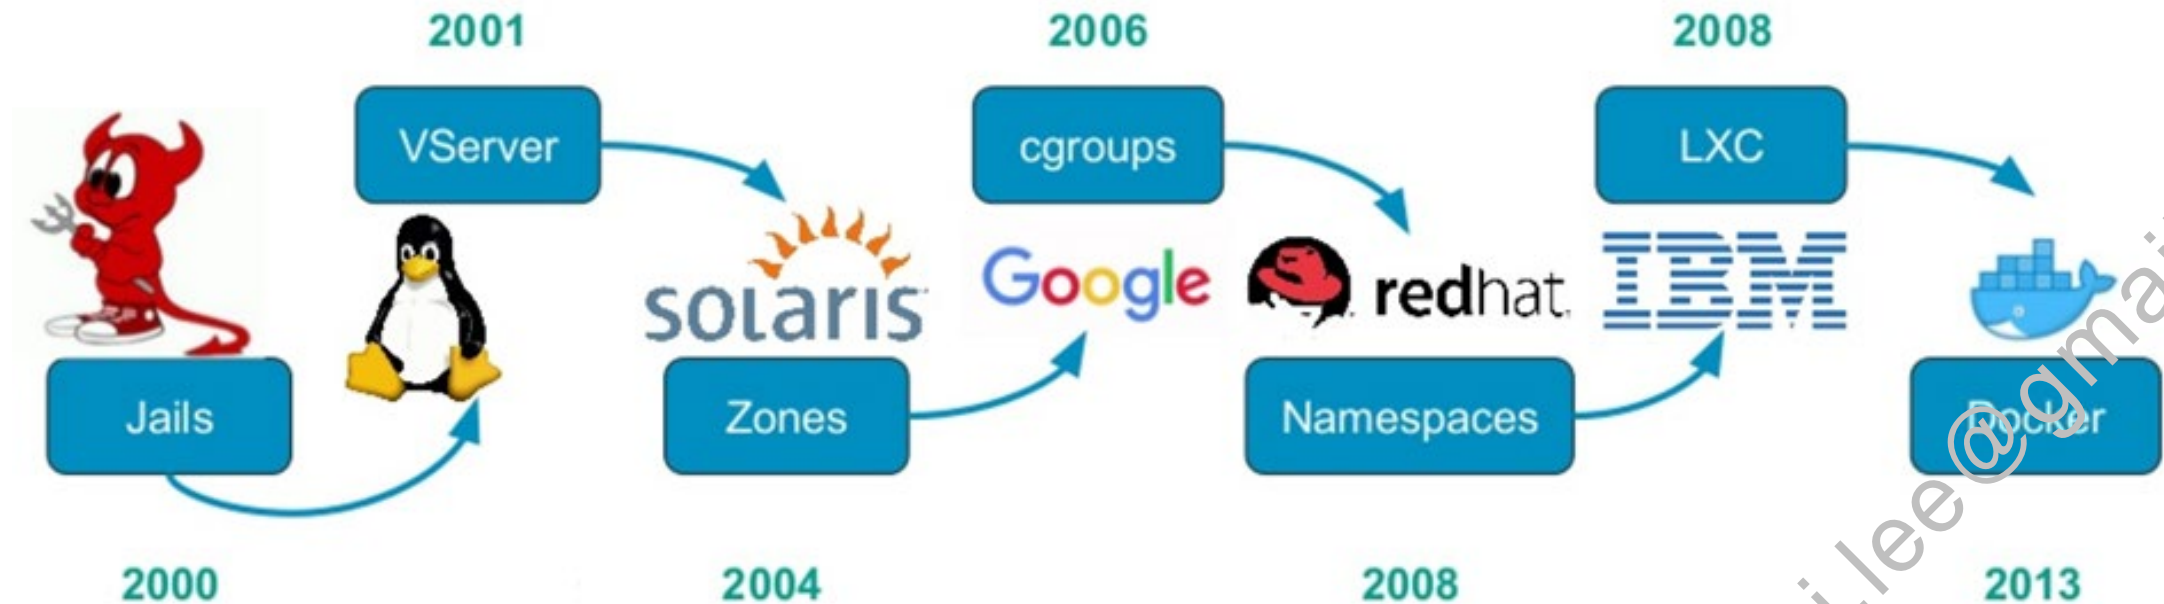 2001
2006
2008
VServer
cgroups
LXC
SOLARIS
Google
redhat
IBM
Jails
Zones
Namespaces
Docker
2000
2004
2008
2013